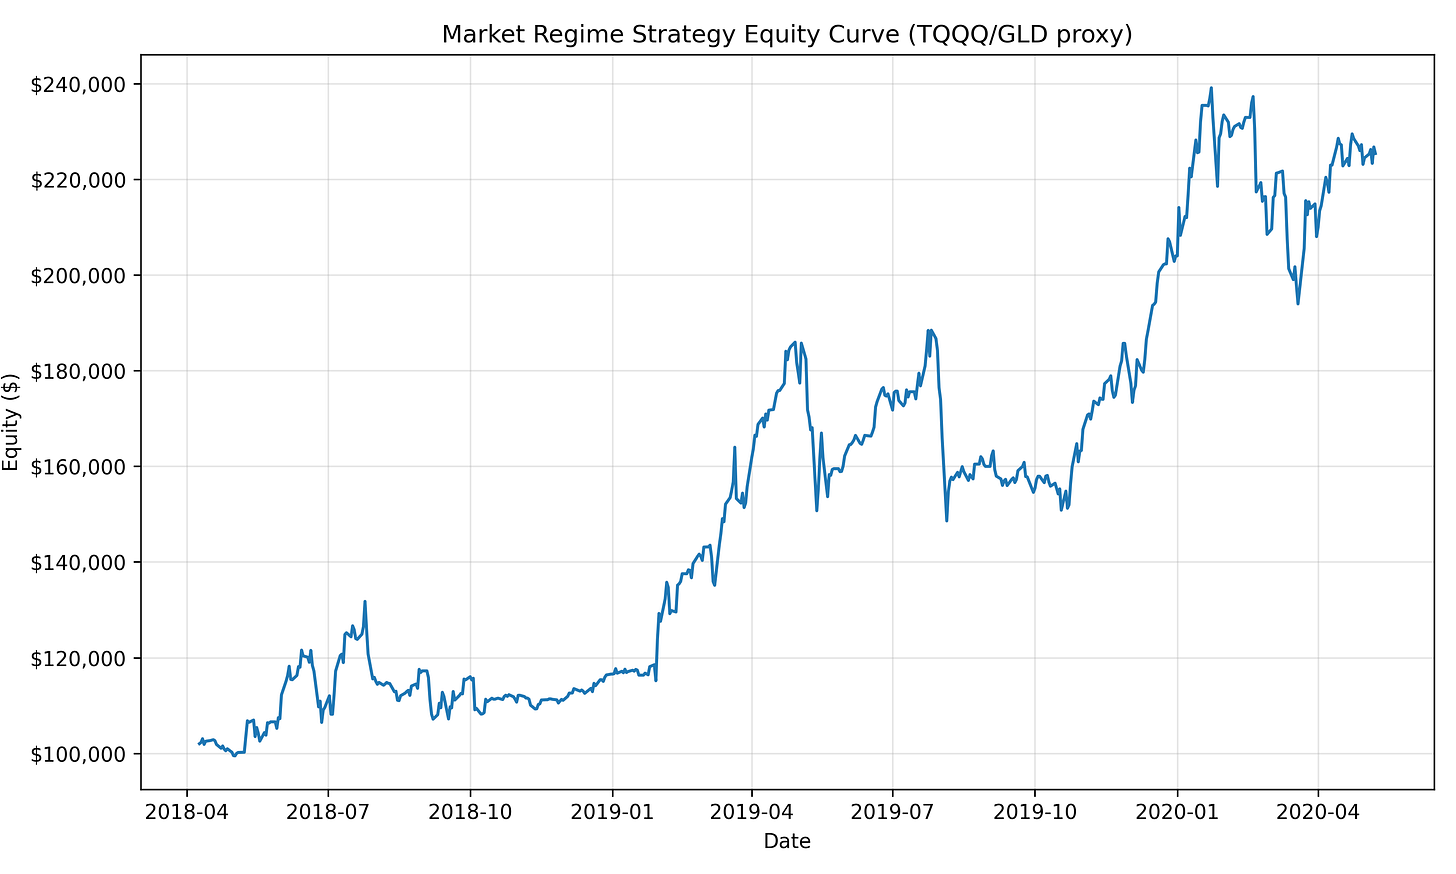 Market Regime Strategy Equity Curve (TQQQ/GLD proxy)
$240,000
$220,000
$200,000
$180,000
$160,000
$140,000
$120,000
$100,000
Equity ($)
2018-04 2018-07 2018-10 2019-01 2019-04 2019-07 2019-10 2020-01 2020-04
Date